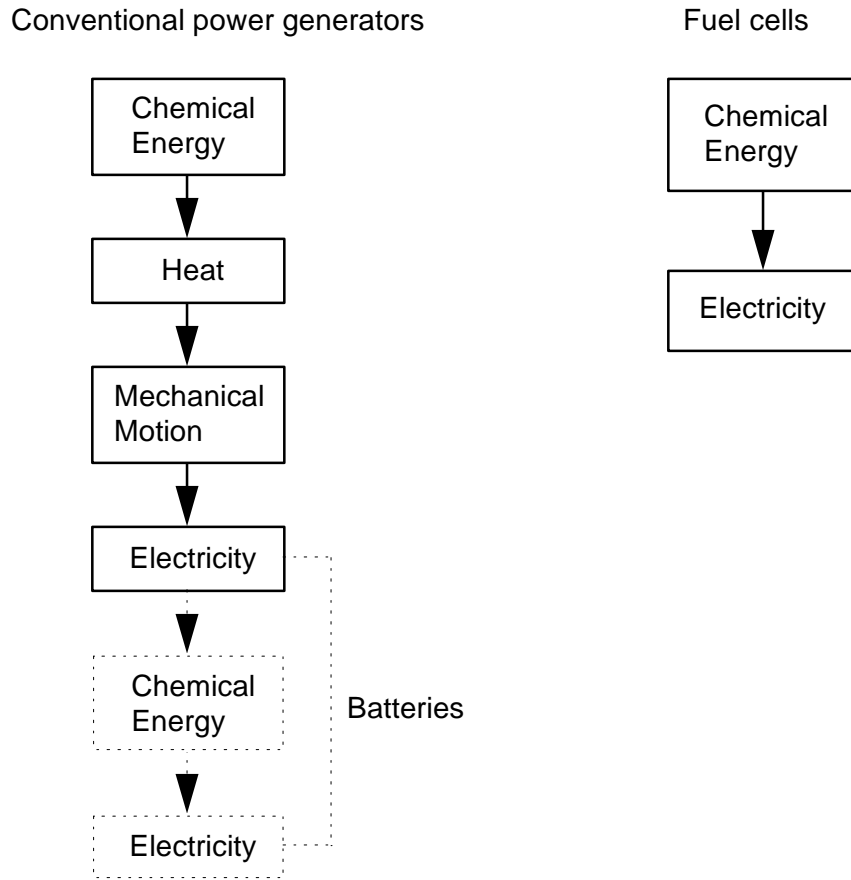 Conventional power generators
Fuel cells
Chemical
Energy
Heat
Mechanical
Motion
Electricity
Chemical
Energy
Electricity
Batteries
Chemical
Energy
Electricity